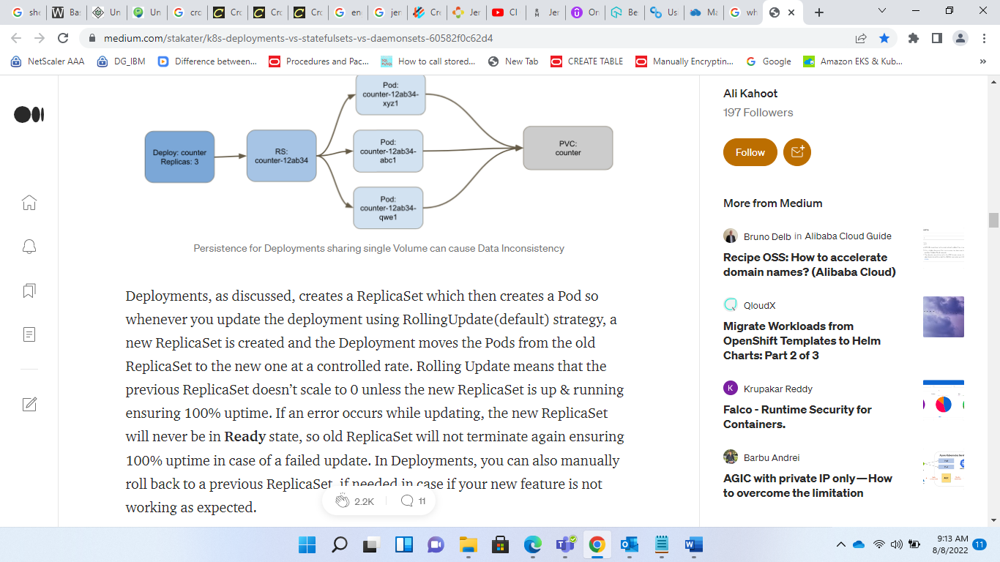 she
W Ba
Un
Un
cro
Cro
Cro
Cro
enc
jer
Cre
Jer
Cl
Jer
On
Be
Us
Ma
wh
medium.com/stakater/k8s-deployments-vs-statefulsets-vs-daemonsets-60582f0c62d4
NetScaler AAA
DG_IBM
Difference between...
Procedures and Pac...
How to call stored...
New Tab
CREATE TABLE
Manually Encryptin...
Google
Amazon EKS & Kub...
»
Deploy: counter
Replicas: 3
RS:
counter-12ab34
Pod:
counter-12ab34-
xyz1
Pod:
counter-12ab34-
abc1
Pod:
counter-12ab34-
qwe1
PVC:
counter
Persistence for Deployments sharing single Volume can cause Data Inconsistency
Deployments, as discussed, creates a ReplicaSet which then creates a Pod so
whenever you update the deployment using RollingUpdate(default) strategy, a
new ReplicaSet is created and the Deployment moves the Pods from the old
ReplicaSet to the new one at a controlled rate. Rolling Update means that the
previous ReplicaSet doesn't scale to 0 unless the new ReplicaSet is up & running
ensuring 100% uptime. If an error occurs while updating, the new ReplicaSet
will never be in Ready state, so old ReplicaSet will not terminate again ensuring
100% uptime in case of a failed update. In Deployments, you can also manually
roll back to a previous ReplicaSet, if needed in case if your new feature is not
working as expected.
2.2K
11
Ali Kahoot
197 Followers
Follow
More from Medium
Bruno Delb in Alibaba Cloud Guide
Recipe OSS: How to accelerate
domain names? (Alibaba Cloud)
QloudX
Migrate Workloads from
OpenShift Templates to Helm
Charts: Part 2 of 3
K Krupakar Reddy
Falco - Runtime Security for
Containers.
Barbu Andrei
AGIC with private IP only—How
to overcome the limitation
9:13 AM
8/8/2022
11